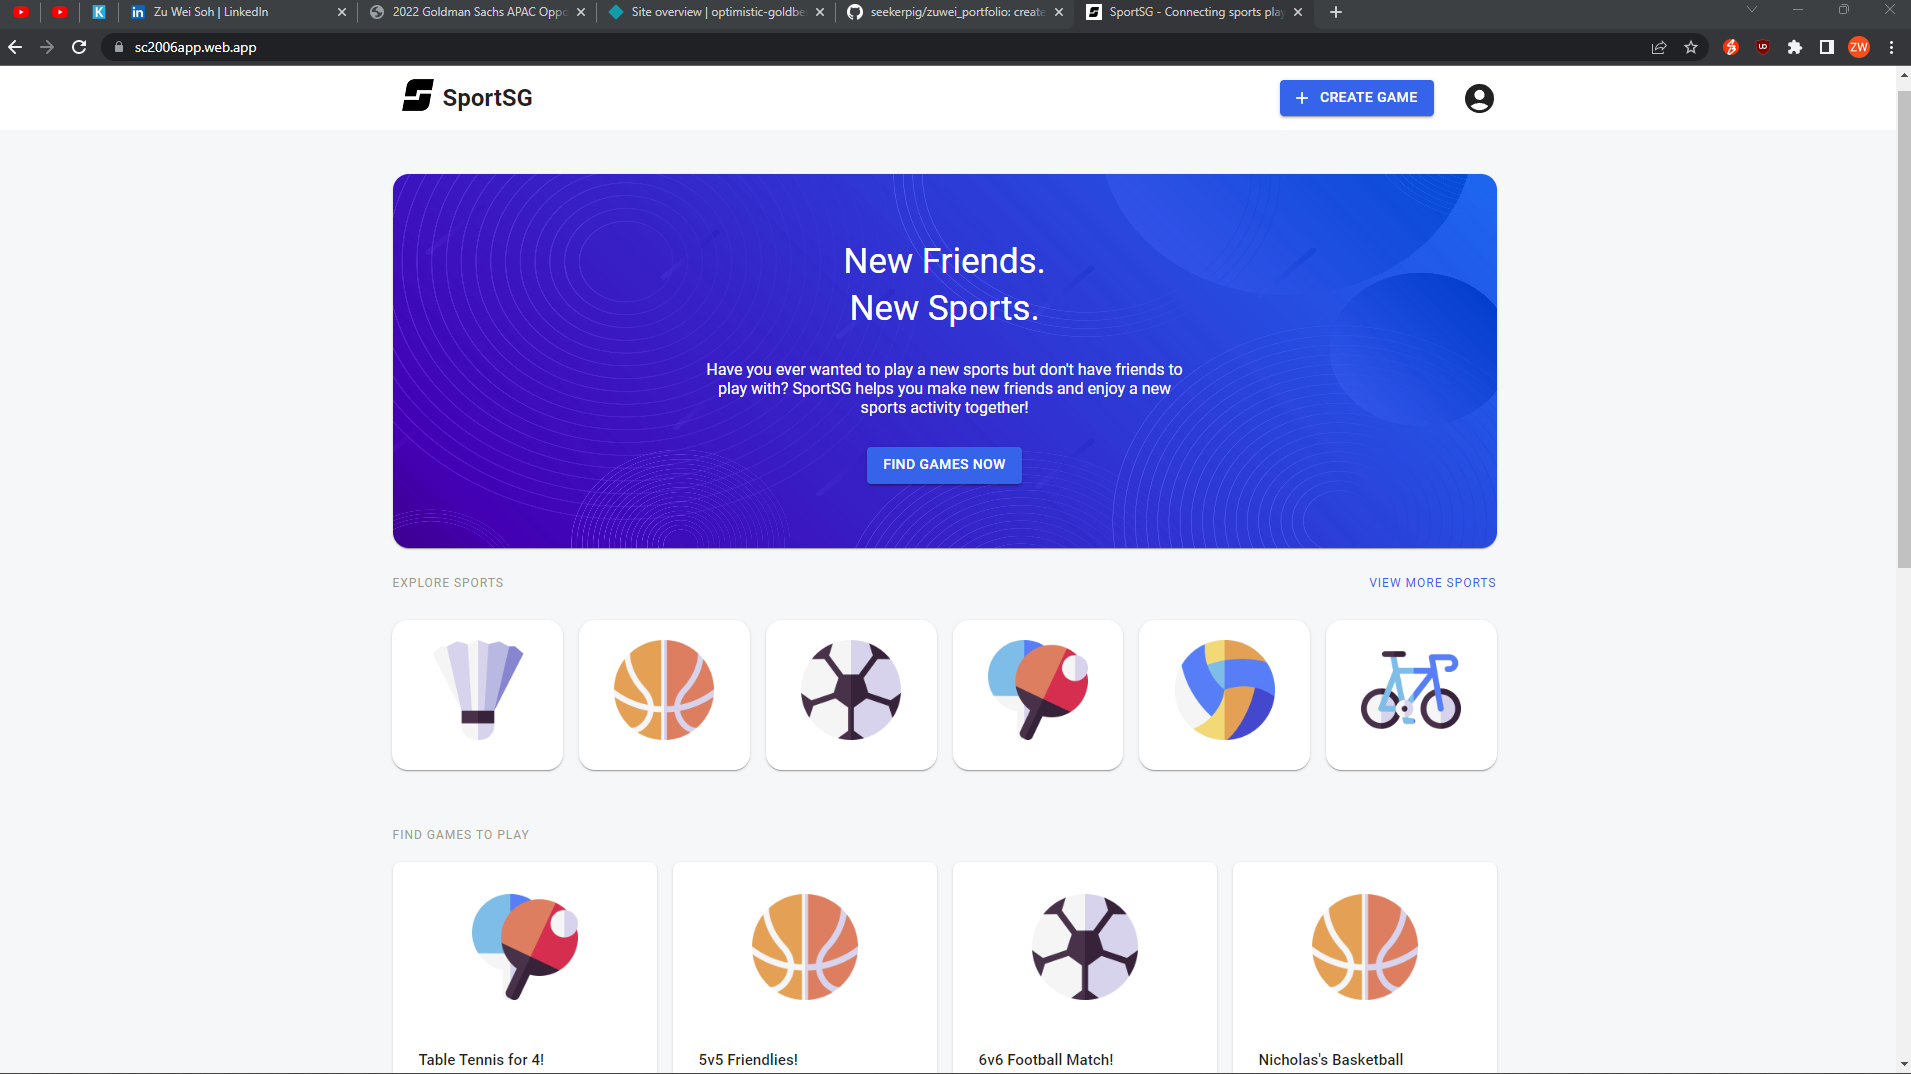 Zu Wei Soh | LinkedIn
2022 Goldman Sachs APAC Oppo
Site overview | optimistic-goldbe
seekerpig/zuwei_portfolio: create
SportSG - Connecting sports play
sc2006app.web.app
ZW
SportSG
CREATE GAME
New Friends.
New Sports.
Have you ever wanted to play a new sports but don't have friends to
play with? SportSG helps you make new friends and enjoy a new
sports activity together!
FIND GAMES NOW
EXPLORE SPORTS
VIEW MORE SPORTS
FIND GAMES TO PLAY
Table Tennis for 4!
5v5 Friendlies!
6v6 Football Match!
Nicholas's Basketball